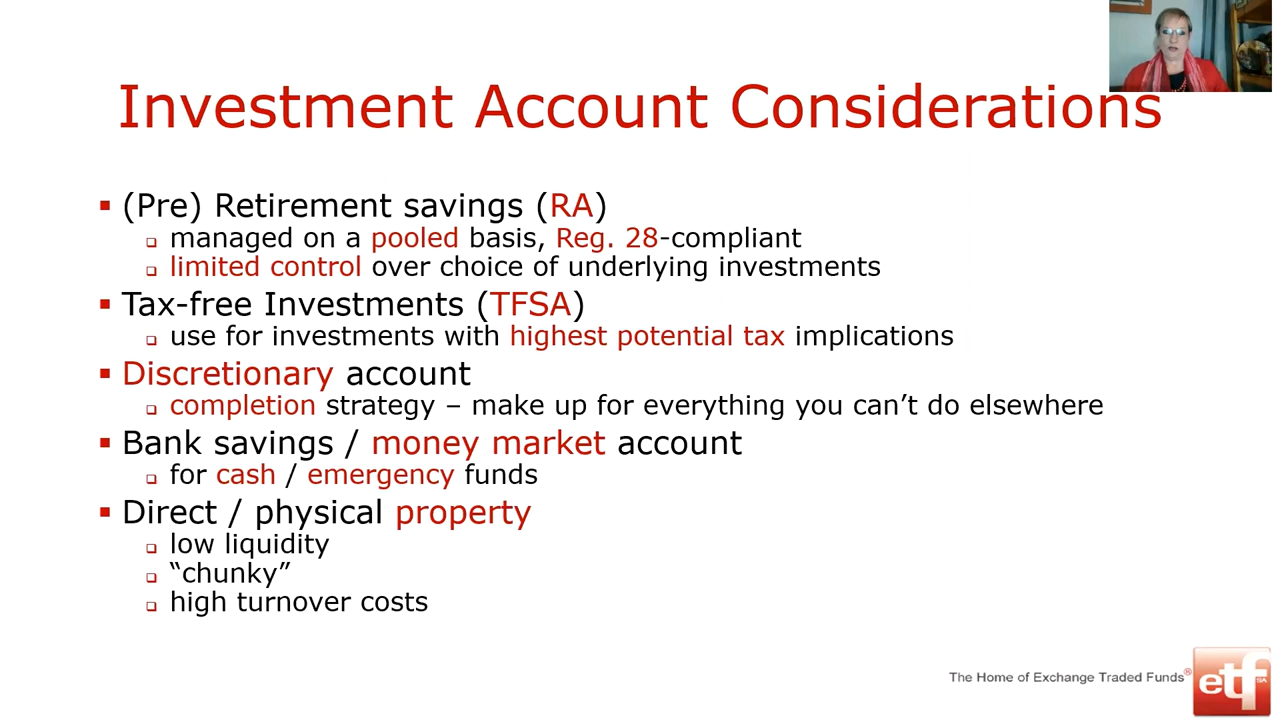 Investment Account Considerations
(Pre) Retirement savings (RA)
managed on a pooled basis, Reg. 28-compliant
limited control over choice of underlying investments
Tax-free Investments (TFSA)
use for investments with highest potential tax implications
Discretionary account
completion strategy – make up for everything you can’t do elsewhere
Bank savings / money market account
for cash / emergency funds
Direct / physical property
low liquidity
“chunky”
high turnover costs
The Home of Exchange Traded Funds®
etfSA